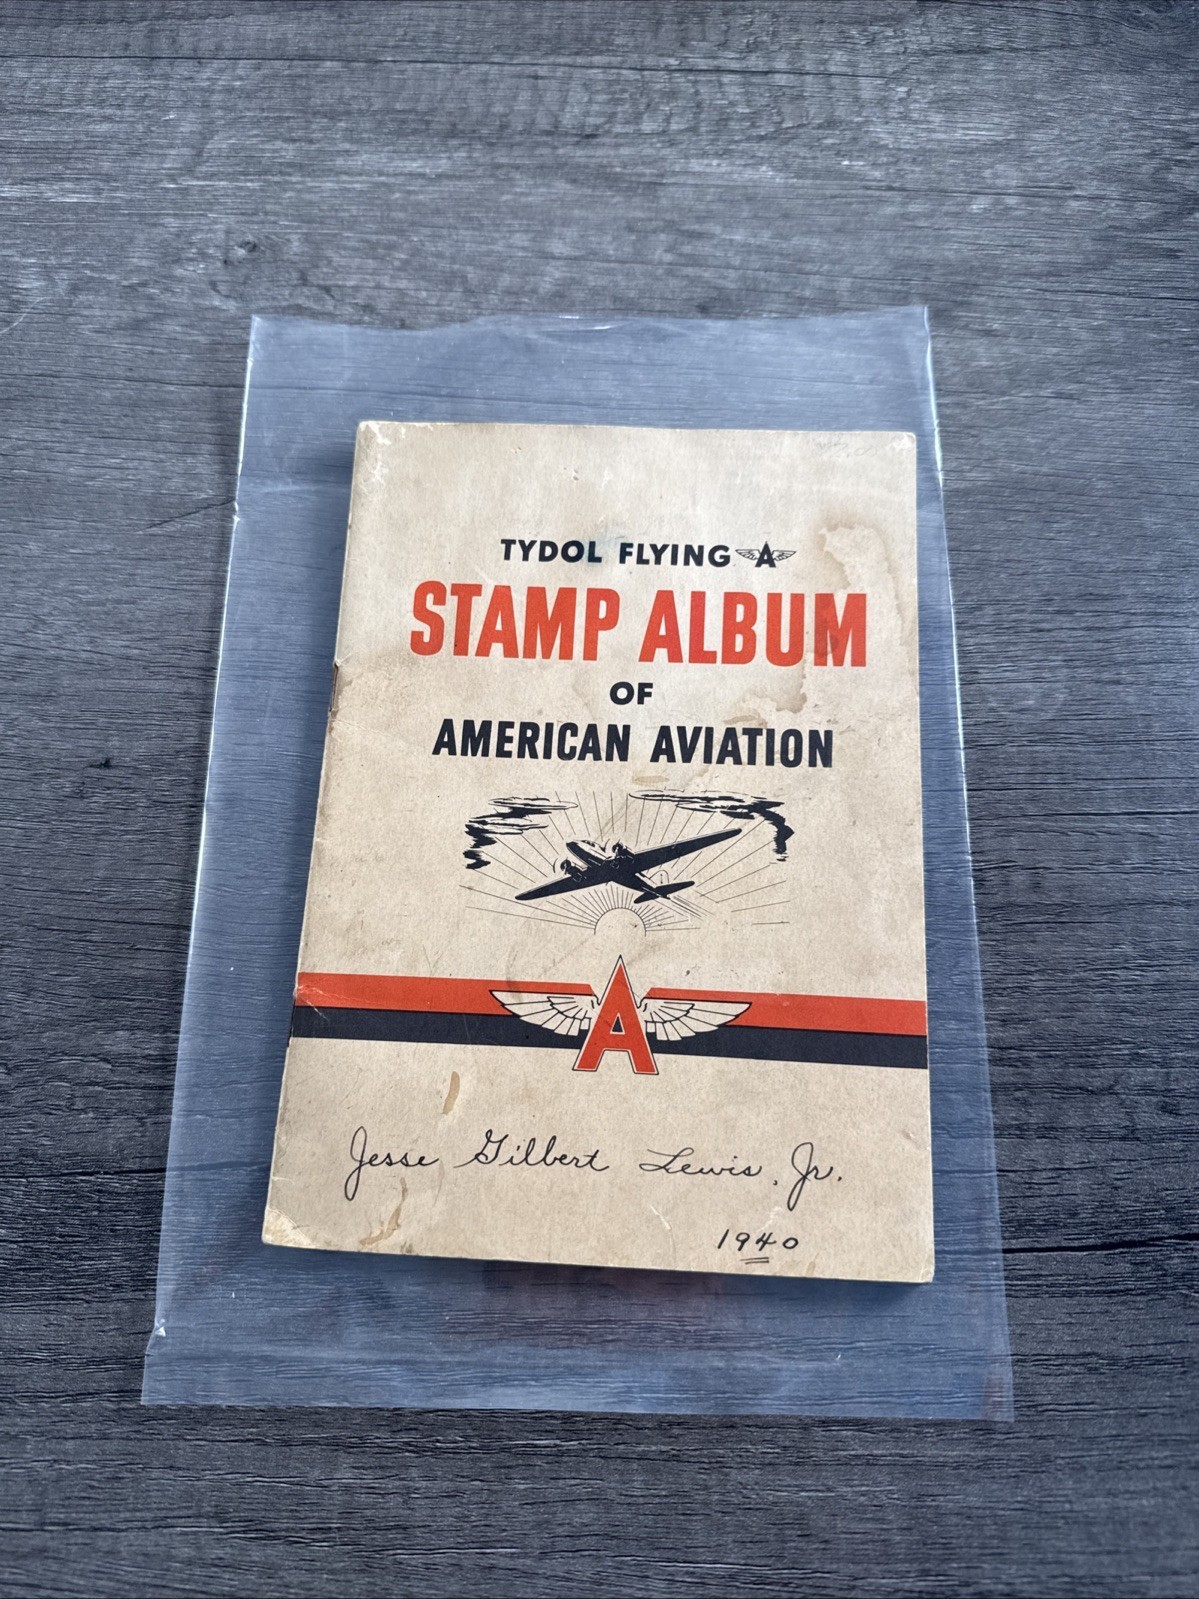 TYDOL FLYING A
STAMP ALBUM
OF
AMERICAN AVIATION
A
Jesse Gilbert Lewis, Jr.
1940